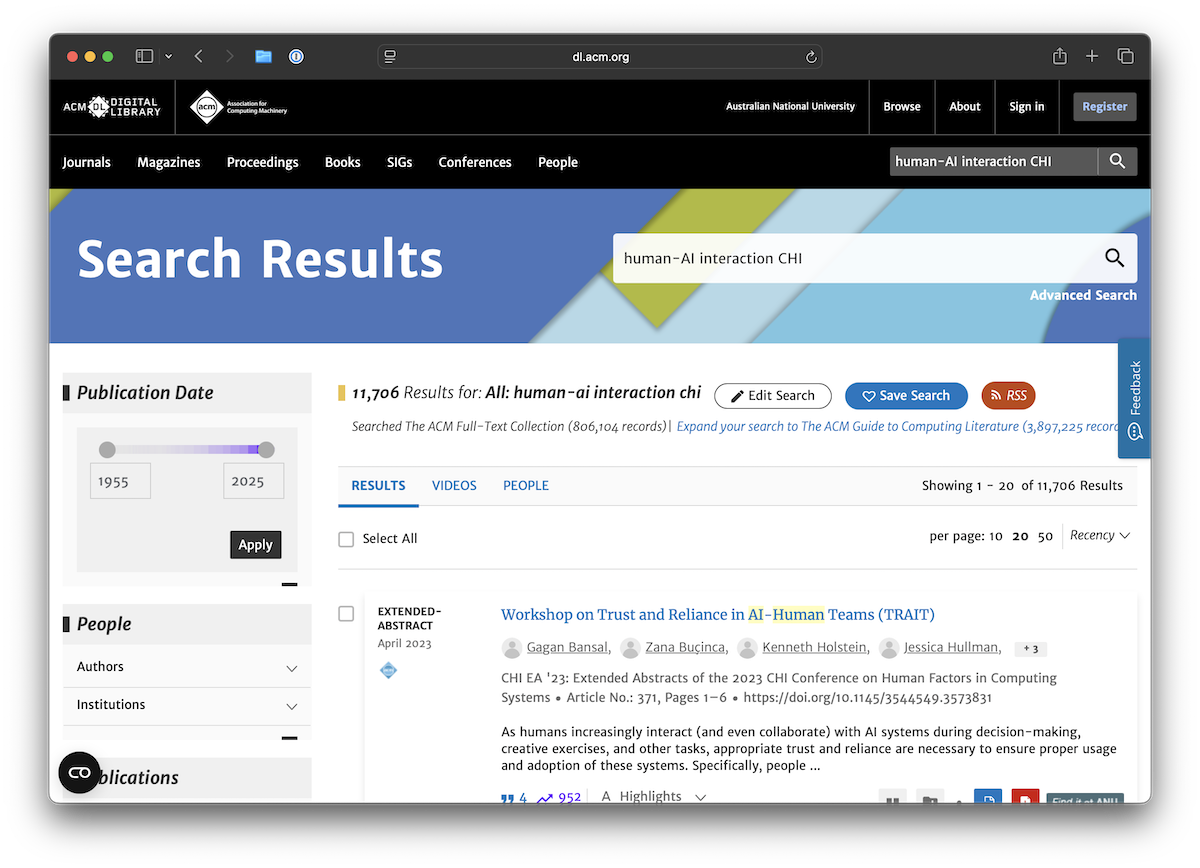 dl.acm.org
ACM DL DIGITAL LIBRARY
acm Association for Computing Machinery
Australian National University
Browse
About
Sign in
Register
Journals
Magazines
Proceedings
Books
SIGs
Conferences
People
human-AI interaction CHI
Search Results
human-AI interaction CHI
Advanced Search
Feedback
Publication Date
1955
2025
Apply
People
Authors
Institutions
blications
11,706 Results for: All: human-ai interaction chi
Edit Search
Save Search
RSS
Searched The ACM Full-Text Collection (806,104 records)| Expand your search to The ACM Guide to Computing Literature (3,897,225 recor
RESULTS
VIDEOS
PEOPLE
Showing 1 - 20 of 11,706 Results
Select All
per page: 10 20 50
Recency
EXTENDED-
ABSTRACT
April 2023
Workshop on Trust and Reliance in AI-Human Teams (TRAIT)
Gagan Bansal, Zana Buçinca, Kenneth Holstein, Jessica Hullman, + 3
CHI EA '23: Extended Abstracts of the 2023 CHI Conference on Human Factors in Computing
Systems • Article No.: 371, Pages 1–6 • https://doi.org/10.1145/3544549.3573831
As humans increasingly interact (and even collaborate) with AI systems during decision-making,
creative exercises, and other tasks, appropriate trust and reliance are necessary to ensure proper usage
and adoption of these systems. Specifically, people ...
4
952
A Highlights
Find it at ANU